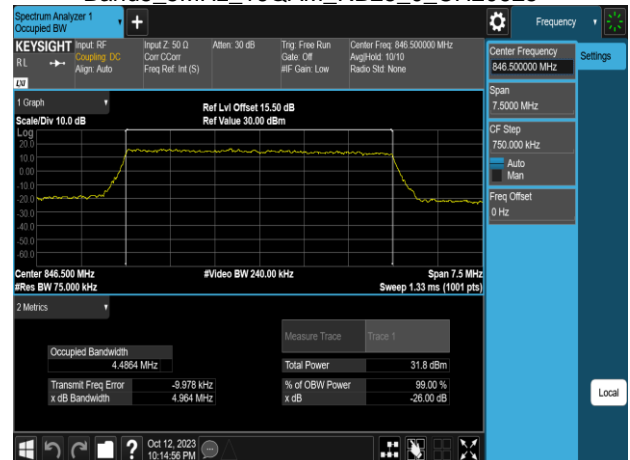 Spectrum Analyzer 1
Occupied BW
Frequency
KEYSIGHT
RL
LXI
Input: RF
Coupling: DC
Align: Auto
Input Z: 50 Ω
Corr CCorr
Freq Ref: Int (S)
Atten: 30 dB
Trig: Free Run
Gate: Off
#IF Gain: Low
Center Freq: 846.500000 MHz
Avg|Hold: 10/10
Radio Std: None
Center Frequency
846.500000 MHz
Settings
Span
7.5000 MHz
CF Step
750.000 kHz
Auto
Man
Freq Offset
0 Hz
Local
1 Graph
Scale/Div 10.0 dB
Ref Lvl Offset 15.50 dB
Ref Value 30.00 dBm
Log
20.0
10.0
0.00
-10.0
-20.0
-30.0
-40.0
-50.0
-60.0
Center 846.500 MHz
#Video BW 240.00 kHz
Span 7.5 MHz
#Res BW 75.000 kHz
Sweep 1.33 ms (1001 pts)
2 Metrics
Measure Trace
Trace 1
Occupied Bandwidth
4.4864 MHz
Total Power
31.8 dBm
Transmit Freq Error
-9.978 kHz
% of OBW Power
99.00 %
x dB Bandwidth
4.964 MHz
x dB
-26.00 dB
Oct 12, 2023
10:14:56 PM